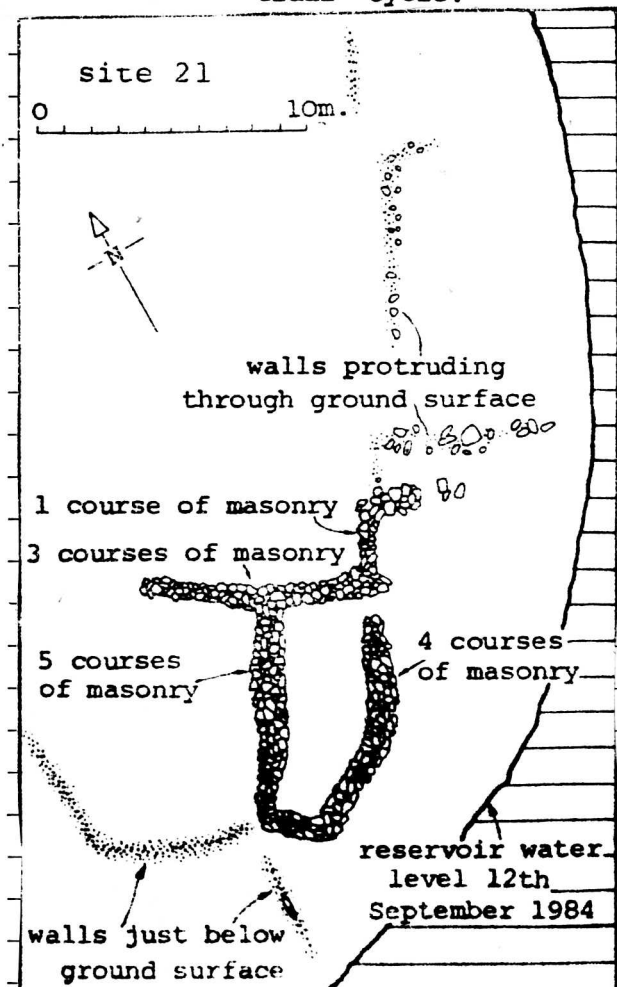 cycle.
site 21
0 10m.
N
walls protruding
through ground surface
1 course of masonry
3 courses of masonry
5 courses
of masonry
4 courses
of masonry
reservoir water
level 12th
September 1984
walls just below
ground surface